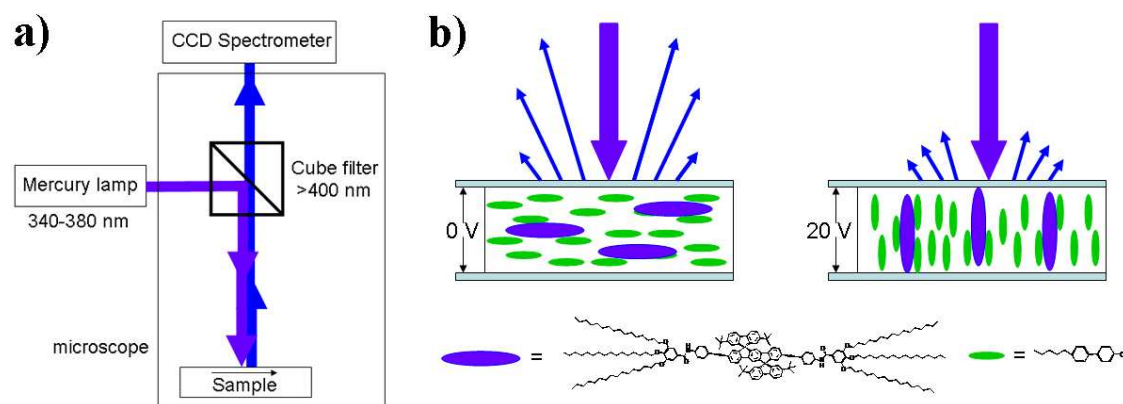 a)
CCD Spectrometer
Mercury lamp
340-380 nm
Cube filter
>400 nm
microscope
Sample
b)
0 V
20 V
=
=